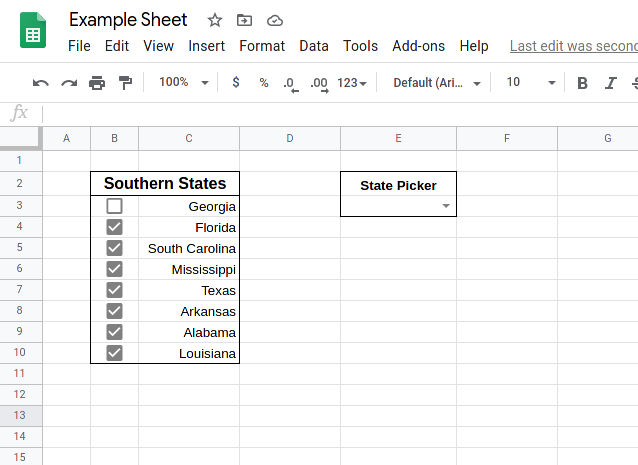 Example Sheet
File Edit View Insert Format Data Tools Add-ons Help Last edit was secon
100% $ % .0 .00 123 Default (Ari... 10 B I S
fx
A B C D E F G
1
2 Southern States State Picker
3 Georgia
4 Florida
5 South Carolina
6 Mississippi
7 Texas
8 Arkansas
9 Alabama
10 Louisiana
11
12
13
14
15